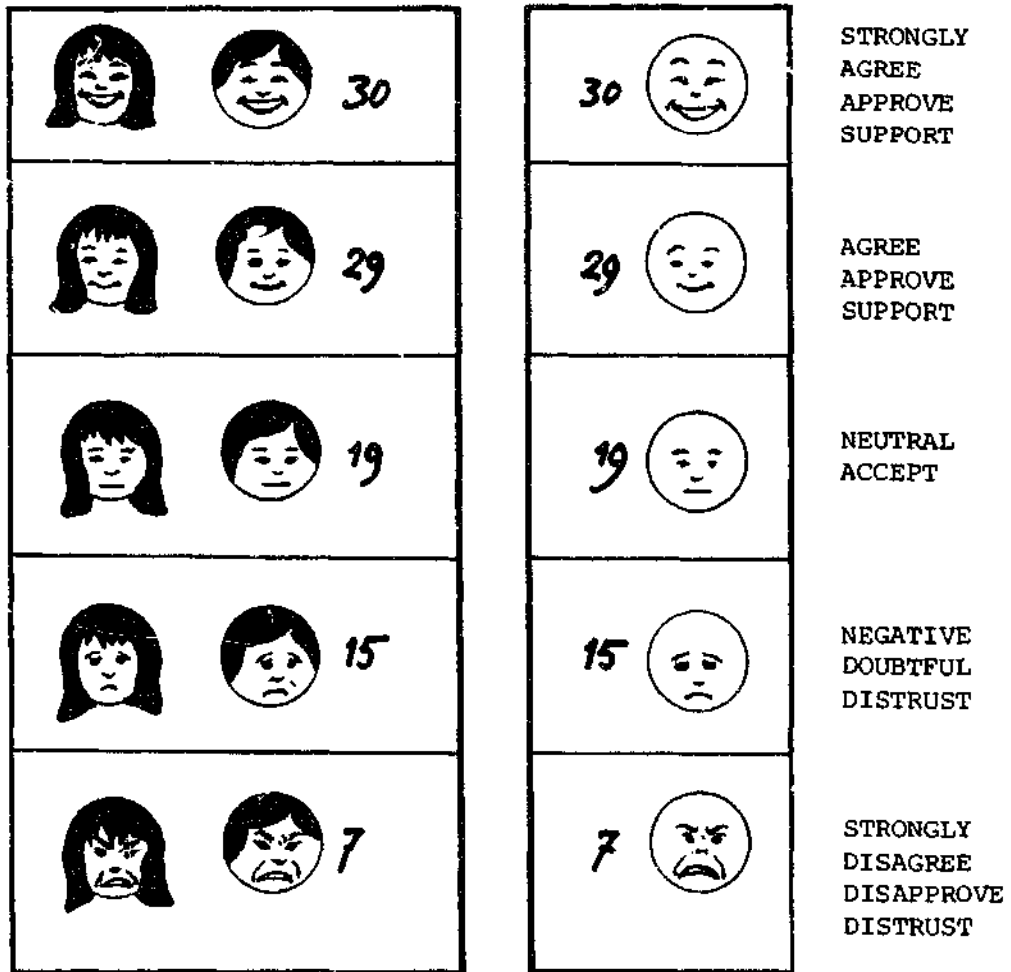 30 30 STRONGLY
AGREE
APPROVE
SUPPORT
29 29 AGREE
APPROVE
SUPPORT
19 19 NEUTRAL
ACCEPT
15 15 NEGATIVE
DOUBTFUL
DISTRUST
7 7 STRONGLY
DISAGREE
DISAPPROVE
DISTRUST